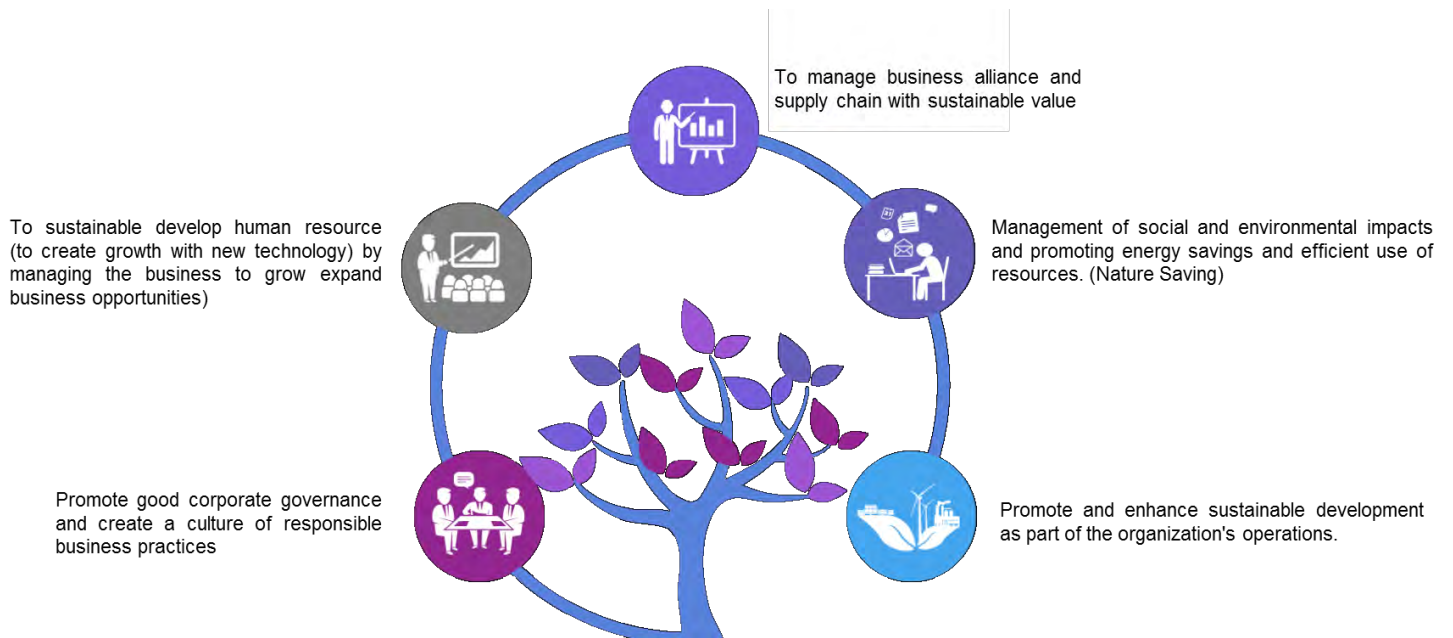 To manage business alliance and
supply chain with sustainable value
To sustainable develop human resource
(to create growth with new technology) by
managing the business to grow expand
business opportunities)
Management of social and environmental impacts
and promoting energy savings and efficient use of
resources. (Nature Saving)
Promote good corporate governance
and create a culture of responsible
business practices
Promote and enhance sustainable development
as part of the organization's operations.